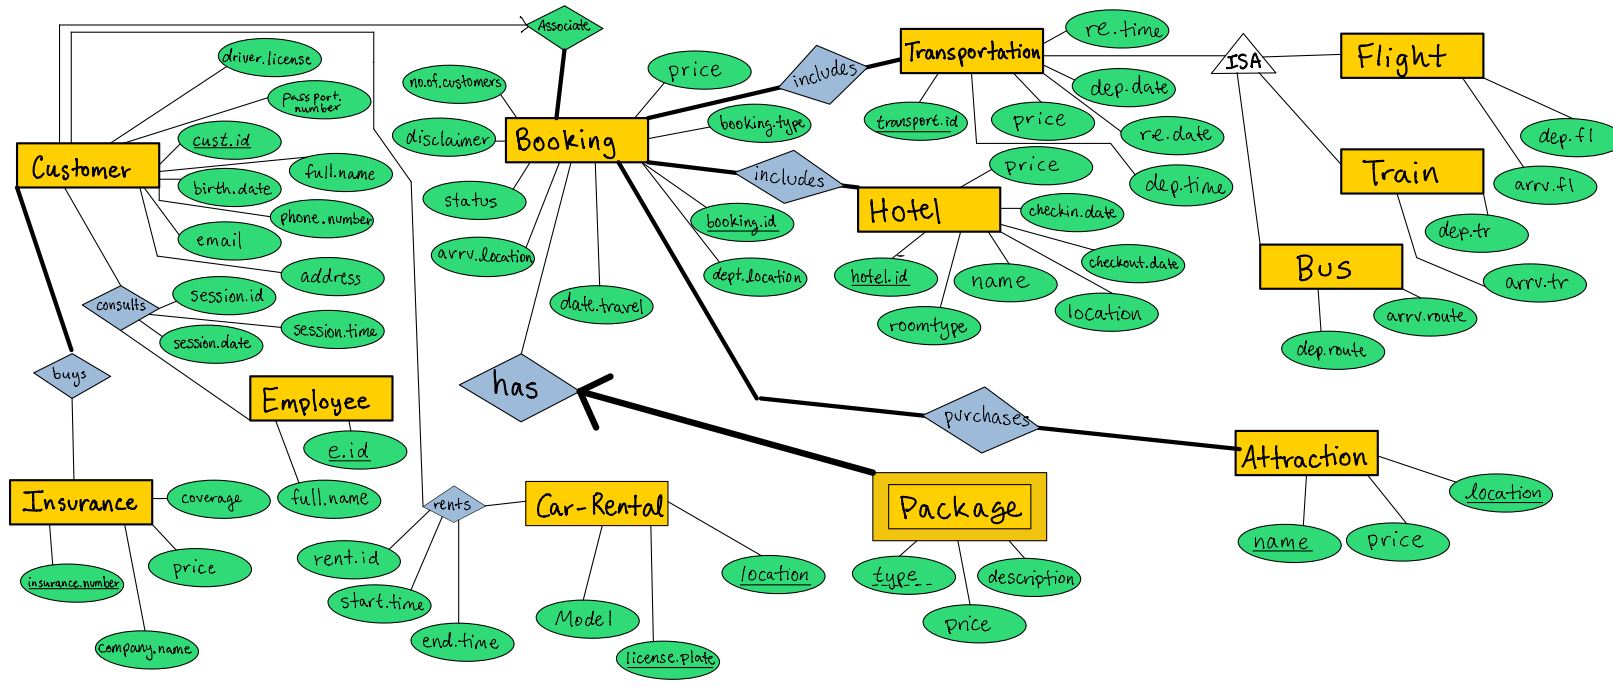 Associate
driver.license
no.of.customers
price
includes
Transportation
re.time
ISA
Flight
passport.
number
dep.date
cust.id
disclaimer
Booking
booking.type
transport.id
price
re.date
dep.fl
Customer
full.name
price
Train
arrv.fl
birth.date
phone.number
status
includes
dep.time
email
booking.id
Hotel
checkin.date
dep.tr
address
arrv.location
dept.location
hotel.id
name
checkout.date
Bus
arrv.tr
consults
session.id
session.time
date.travel
roomtype
location
arrv.route
session.date
dep.route
buys
has
Employee
purchases
e.id
Attraction
Insurance
coverage
full.name
rents
Car-Rental
Package
location
insurance.number
price
rent.id
location
type
description
name
price
start.time
Model
price
company.name
end.time
license.plate